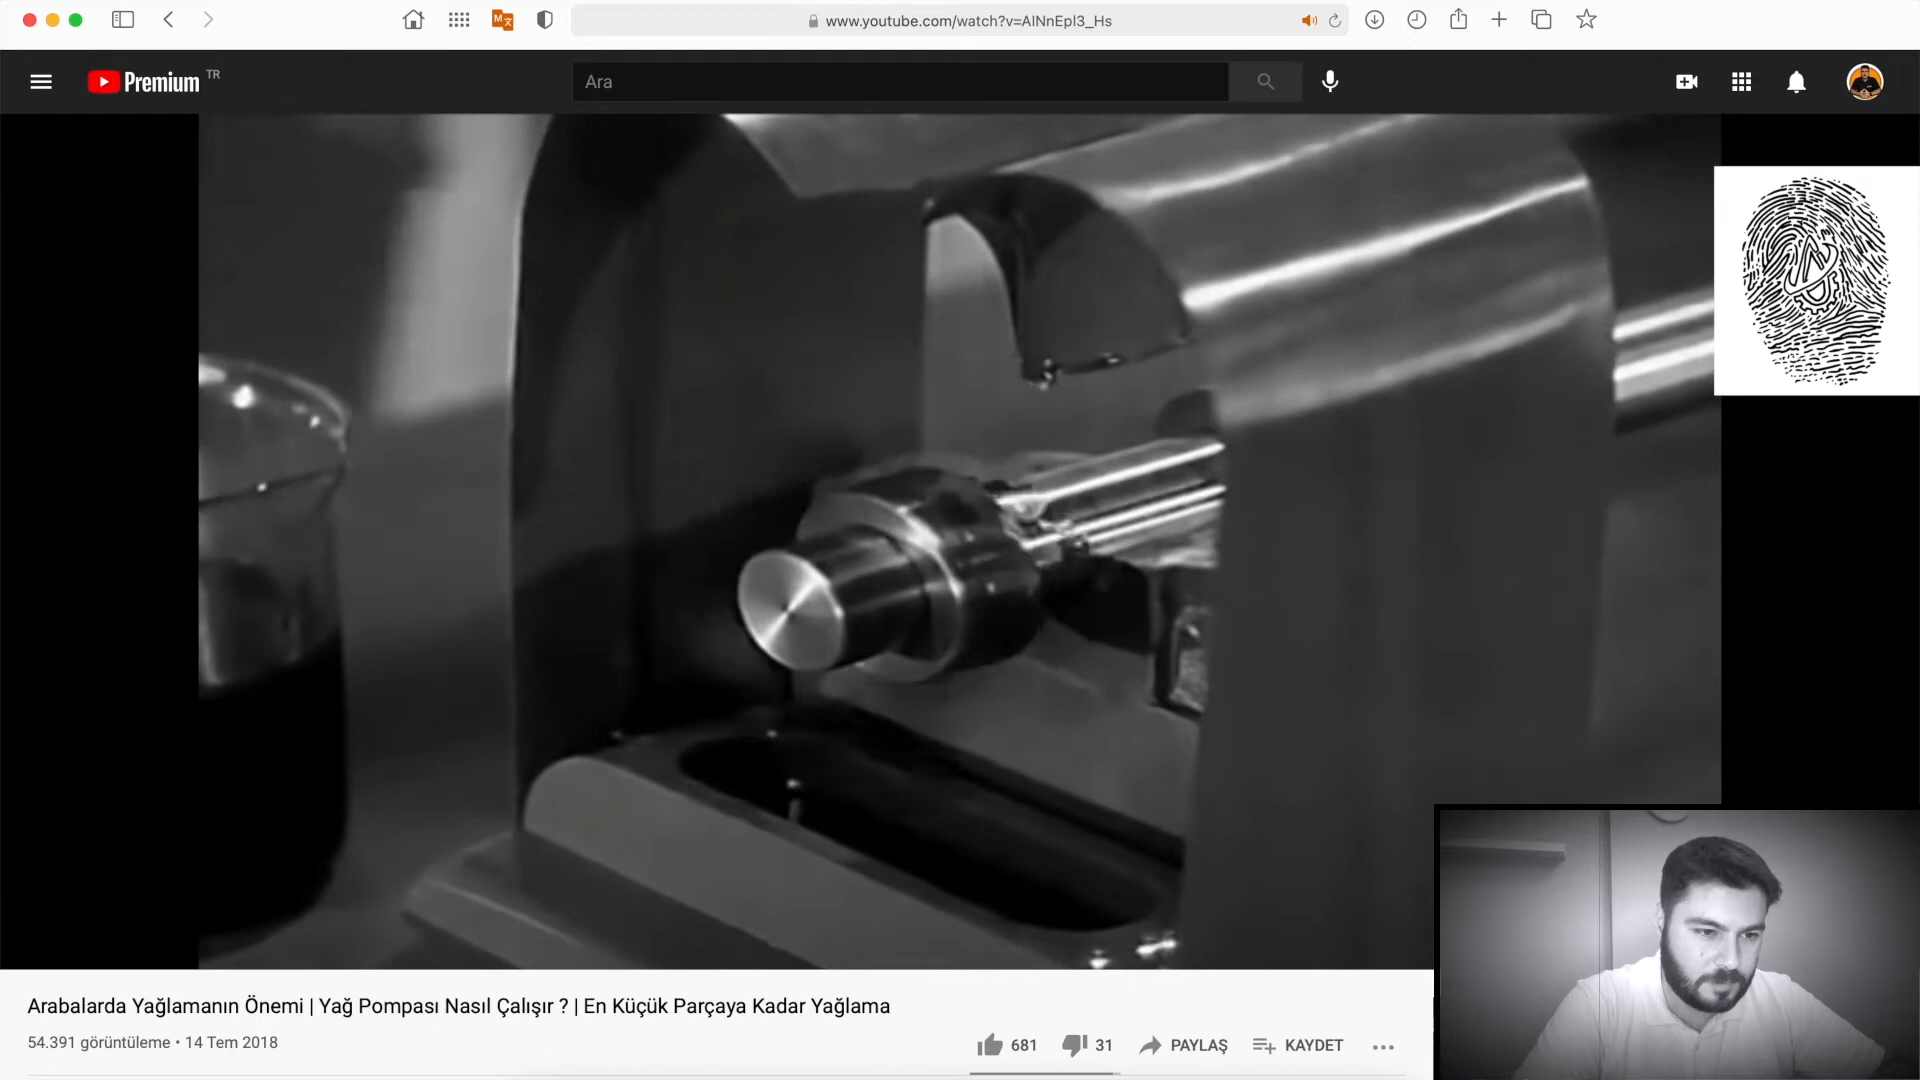 www.youtube.com/watch?v=AlNnEpl3_Hs
Premium TR
Ara
Arabalarda Yağlamanın Önemi | Yağ Pompası Nasıl Çalışır ? | En Küçük Parçaya Kadar Yağlama
54.391 görüntüleme • 14 Tem 2018
681
31
PAYLAŞ
KAYDET